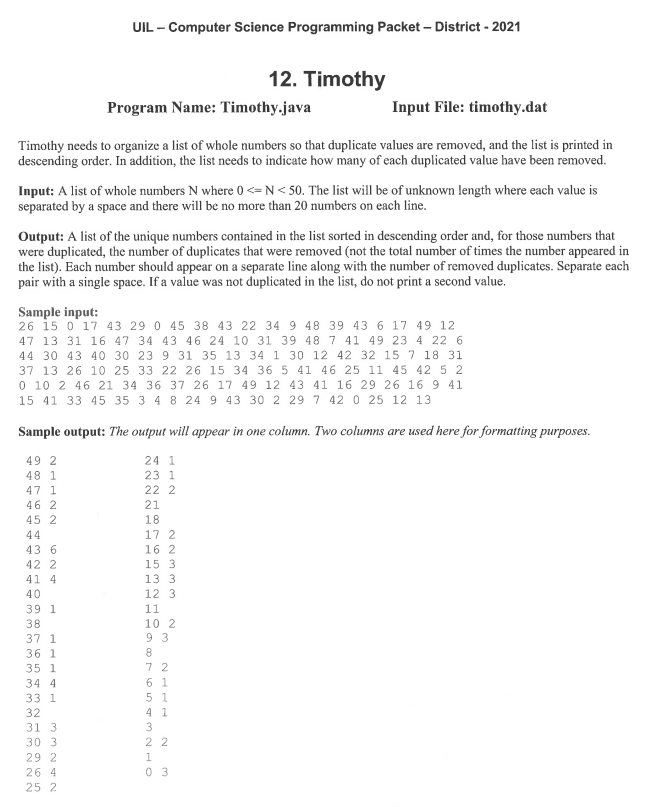 UIL – Computer Science Programming Packet – District - 2021
12. Timothy
Program Name: Timothy.java Input File: timothy.dat
Timothy needs to organize a list of whole numbers so that duplicate values are removed, and the list is printed in
descending order. In addition, the list needs to indicate how many of each duplicated value have been removed.
Input: A list of whole numbers N where 0 <= N < 50. The list will be of unknown length where each value is
separated by a space and there will be no more than 20 numbers on each line.
Output: A list of the unique numbers contained in the list sorted in descending order and, for those numbers that
were duplicated, the number of duplicates that were removed (not the total number of times the number appeared in
the list). Each number should appear on a separate line along with the number of removed duplicates. Separate each
pair with a single space. If a value was not duplicated in the list, do not print a second value.
Sample input:
26 15 0 17 43 29 0 45 38 43 22 34 9 48 39 43 6 17 49 12
47 13 31 16 47 34 43 46 24 10 31 39 48 7 41 49 23 4 22 6
44 30 43 40 30 23 9 31 35 13 34 1 30 12 42 32 15 7 18 31
37 13 26 10 25 33 22 26 15 34 36 5 41 46 25 11 45 42 5 2
0 10 2 46 21 34 36 37 26 17 49 12 43 41 16 29 26 16 9 41
15 41 33 45 35 3 4 8 24 9 43 30 2 29 7 42 0 25 12 13
Sample output: The output will appear in one column. Two columns are used here for formatting purposes.
49 2
48 1
47 1
46 2
45 2
44
43 6
42 2
41 4
40
39 1
38
37 1
36 1
35 1
34 4
33 1
32
31 3
30 3
29 2
26 4
25 2
24 1
23 1
22 2
21
18
17 2
16 2
15 3
13 3
12 3
11
10 2
9 3
8
7 2
6 1
5 1
4 1
3
2 2
1
0 3